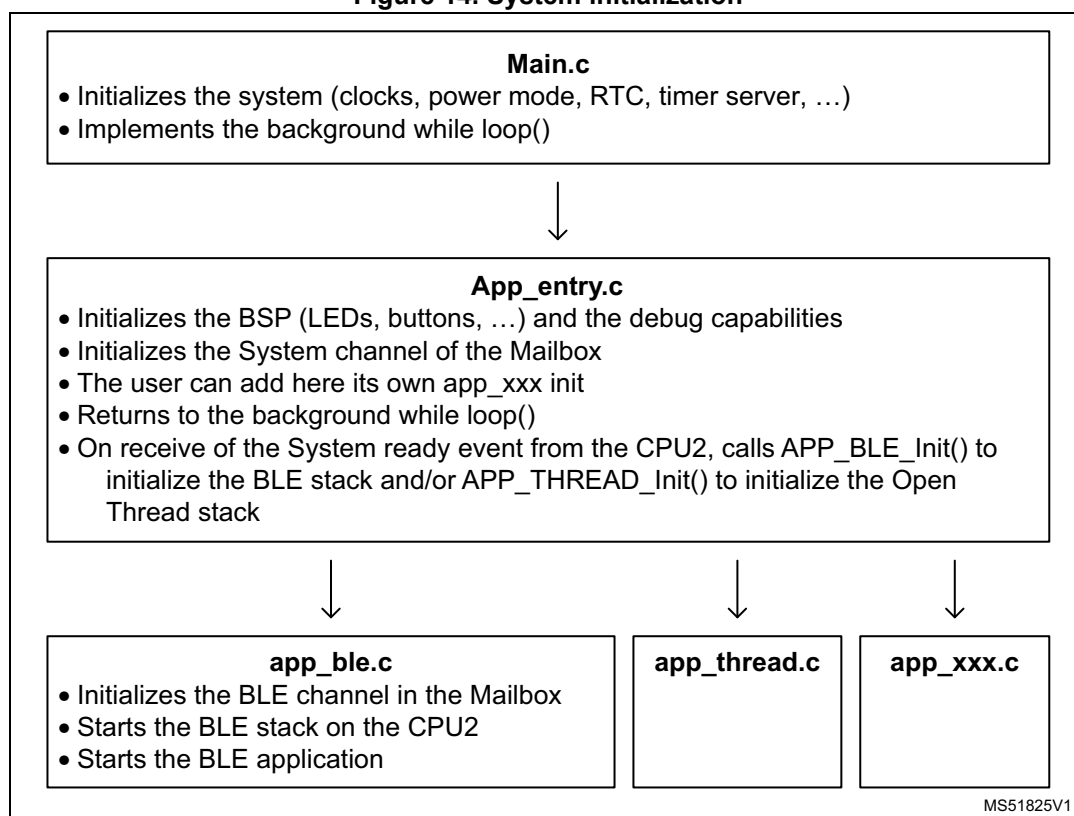 Figure 14. System initialization
Main.c
• Initializes the system (clocks, power mode, RTC, timer server, …)
• Implements the background while loop()
App_entry.c
• Initializes the BSP (LEDs, buttons, …) and the debug capabilities
• Initializes the System channel of the Mailbox
• The user can add here its own app_xxx init
• Returns to the background while loop()
• On receive of the System ready event from the CPU2, calls APP_BLE_Init() to
initialize the BLE stack and/or APP_THREAD_Init() to initialize the Open
Thread stack
app_ble.c
• Initializes the BLE channel in the Mailbox
• Starts the BLE stack on the CPU2
• Starts the BLE application
app_thread.c
app_xxx.c
MS51825V1